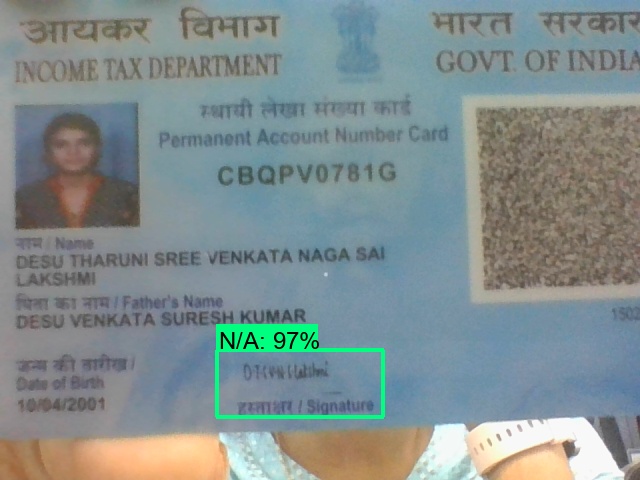 आयकर विभाग
INCOME TAX DEPARTMENT
भारत सरकार
GOVT. OF INDIA
स्थायी लेखा संख्या कार्ड
Permanent Account Number Card
CBQPV0781G
नाम / Name
DESU THARUNI SREE VENKATA NAGA SAI
LAKSHMI
पिता का नाम / Father's Name
DESU VENKATA SURESH KUMAR
1502
N/A: 97%
जन्म की तारीख/
Date of Birth
10/04/2001
हस्ताक्षर / Signature